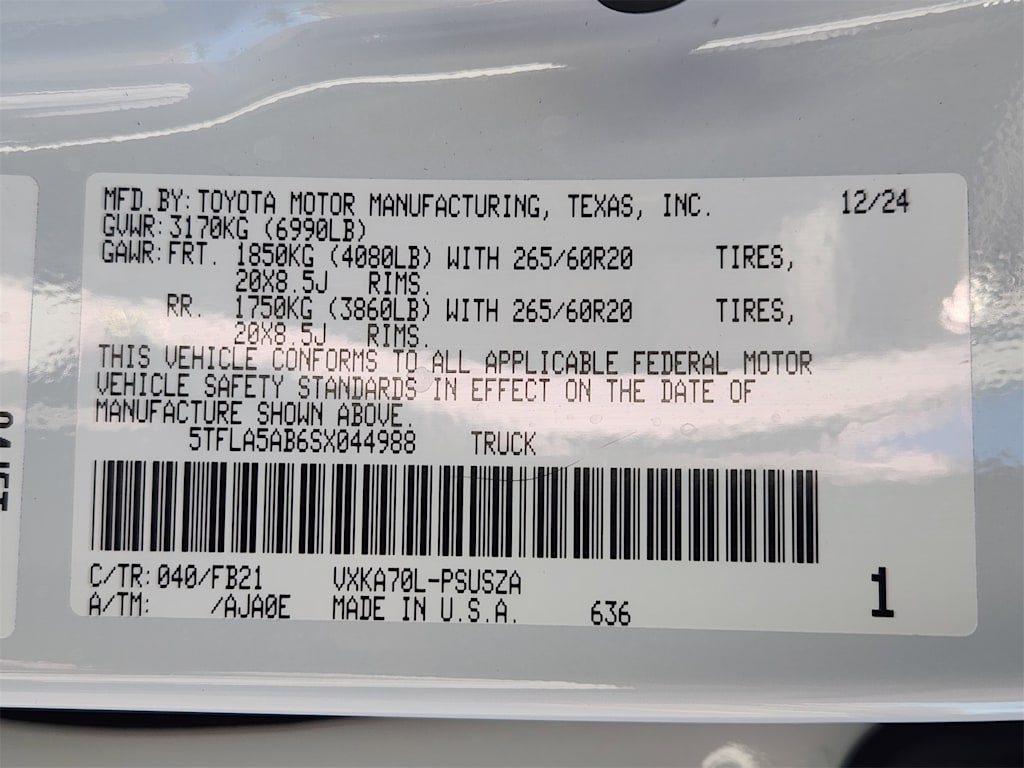 MFD.BY: TOYOTA MOTOR MANUFACTURING, TEXAS, INC. 12/24
GVWR: 3170KG (6990LB)
GAWR: FRT. 1850KG (4080LB) WITH 265/60R20 TIRES,
20X8.5J RIMS.
RR. 1750KG (3860LB) WITH 265/60R20 TIRES,
20X8.5J RIMS.
THIS VEHICLE CONFORMS TO ALL APPLICABLE FEDERAL MOTOR
VEHICLE SAFETY STANDARDS IN EFFECT ON THE DATE OF
MANUFACTURE SHOWN ABOVE.
5TFLA5AB6SX044988 TRUCK
C/TR: 040/FB21 VXKA70L-PSUSZA
A/TM: /AJA0E MADE IN U.S.A. 636
1